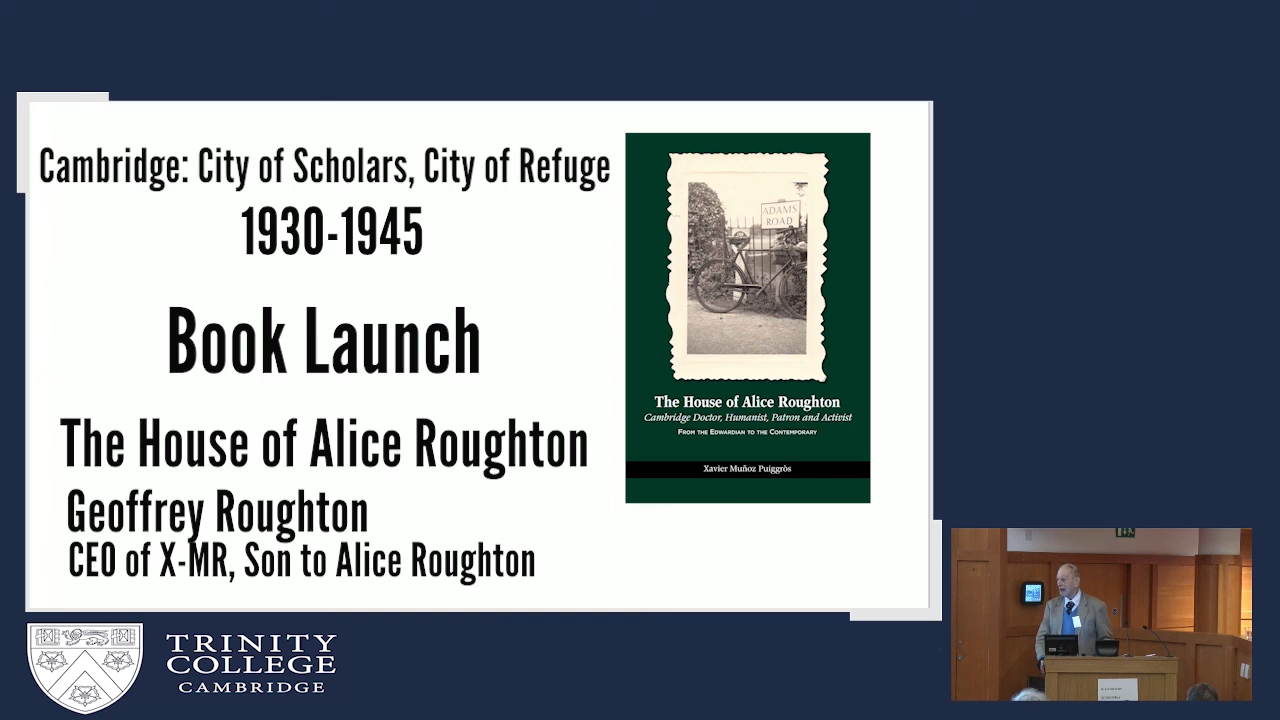 Cambridge: City of Scholars, City of Refuge
1930-1945
Book Launch
The House of Alice Roughton
Geoffrey Roughton
CEO of X-MR, Son to Alice Roughton
ADAMS
ROAD
The House of Alice Roughton
Cambridge Doctor, Humanist, Patron and Activist
From the Edwardian to the Contemporary
Xavier Muñoz Puiggròs
TRINITY
COLLEGE
CAMBRIDGE